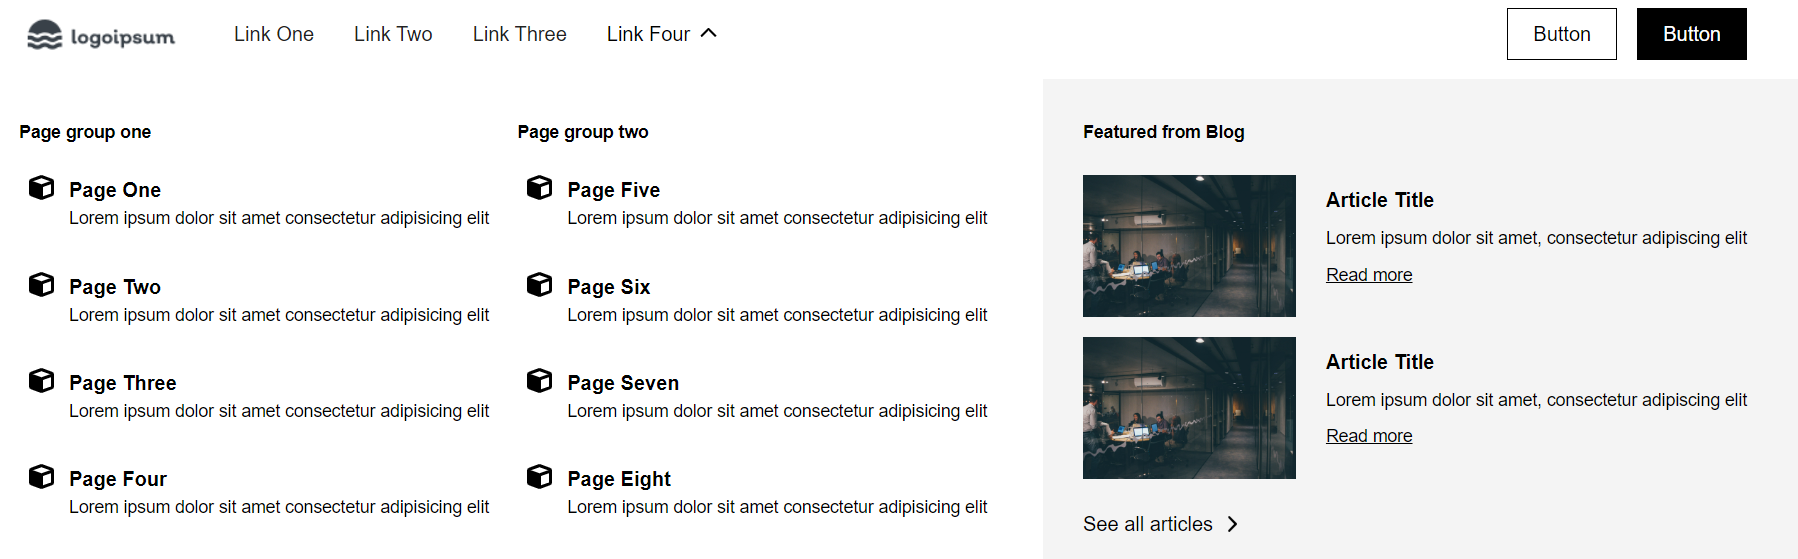 logoipsum
Link One
Link Two
Link Three
Link Four
Button
Button
Page group one
Page One
Lorem ipsum dolor sit amet consectetur adipisicing elit
Page Two
Lorem ipsum dolor sit amet consectetur adipisicing elit
Page Three
Lorem ipsum dolor sit amet consectetur adipisicing elit
Page Four
Lorem ipsum dolor sit amet consectetur adipisicing elit
Page group two
Page Five
Lorem ipsum dolor sit amet consectetur adipisicing elit
Page Six
Lorem ipsum dolor sit amet consectetur adipisicing elit
Page Seven
Lorem ipsum dolor sit amet consectetur adipisicing elit
Page Eight
Lorem ipsum dolor sit amet consectetur adipisicing elit
Featured from Blog
Article Title
Lorem ipsum dolor sit amet, consectetur adipiscing elit
Read more
Article Title
Lorem ipsum dolor sit amet, consectetur adipiscing elit
Read more
See all articles